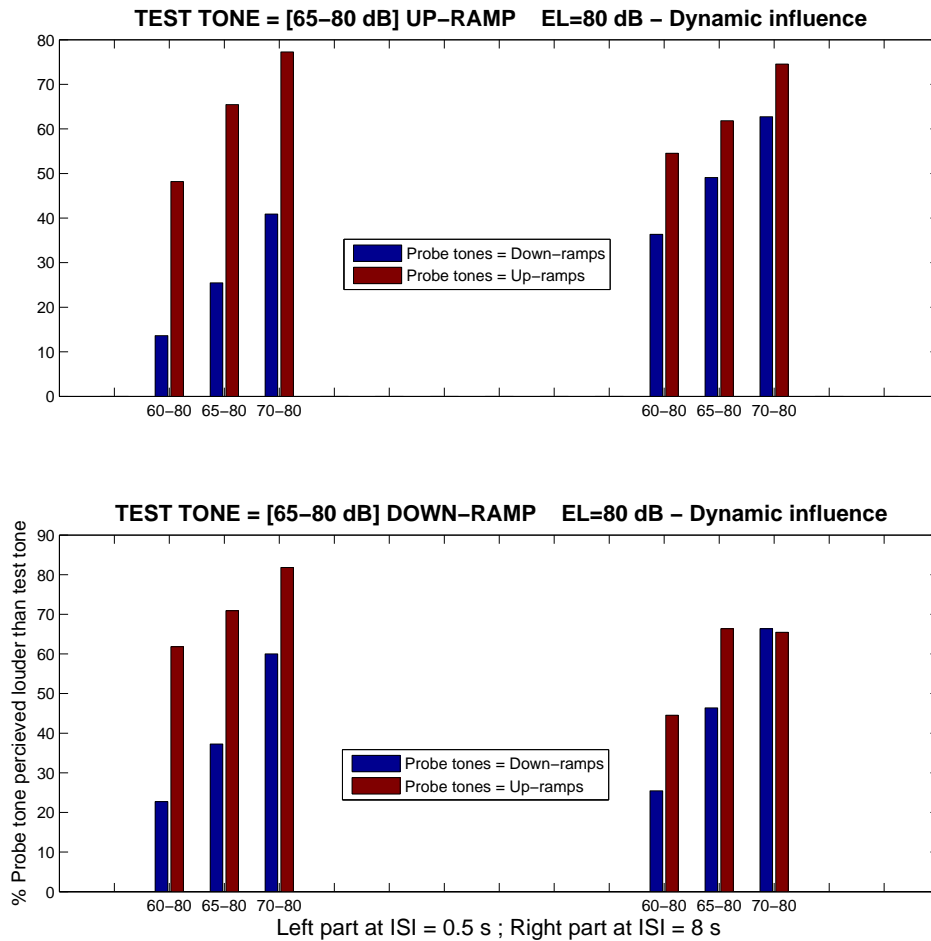 TEST TONE = [65−80 dB] UP−RAMP    EL=80 dB − Dynamic influence
80
70
60
50
40
30
20
10
0
Probe tones = Down−ramps
Probe tones = Up−ramps
60−80 65−80 70−80 60−80 65−80 70−80
TEST TONE = [65−80 dB] DOWN−RAMP    EL=80 dB − Dynamic influence
% Probe tone percieved louder than test tone
90
80
70
60
50
40
30
20
10
0
Probe tones = Down−ramps
Probe tones = Up−ramps
60−80 65−80 70−80 60−80 65−80 70−80
Left part at ISI = 0.5 s ; Right part at ISI = 8 s